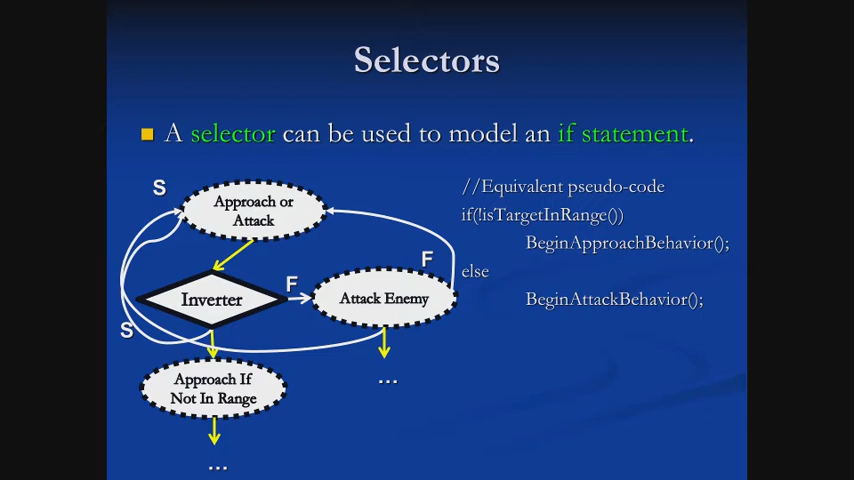 Selectors
A selector can be used to model an if statement.
S
Approach or
Attack
Inverter
F
Attack Enemy
F
S
Approach If
Not In Range
...
...
//Equivalent pseudo-code
if(!isTargetInRange())
BeginApproachBehavior();
else
BeginAttackBehavior();